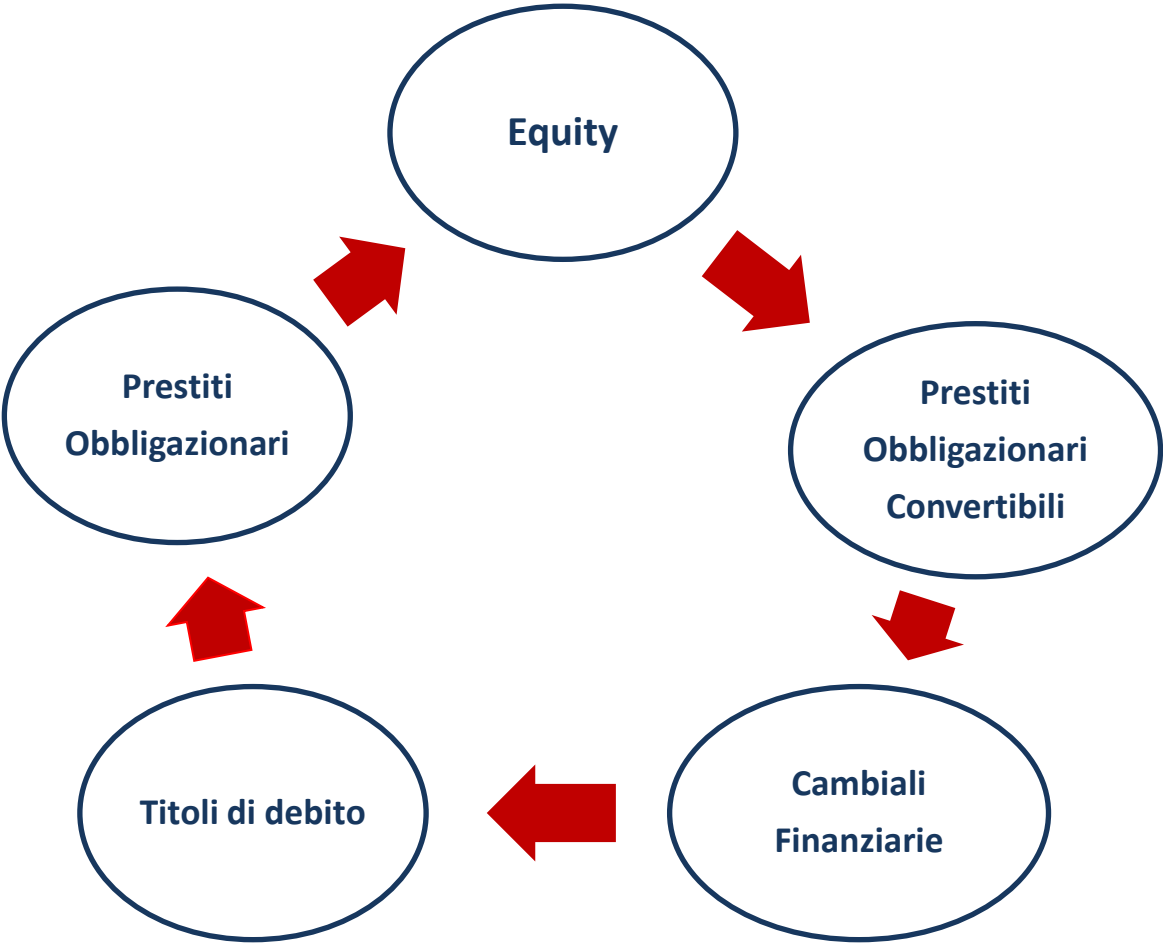 Equity
Prestiti
Obbligazionari
Convertibili
Cambiali
Finanziarie
Titoli di debito
Prestiti
Obbligazionari